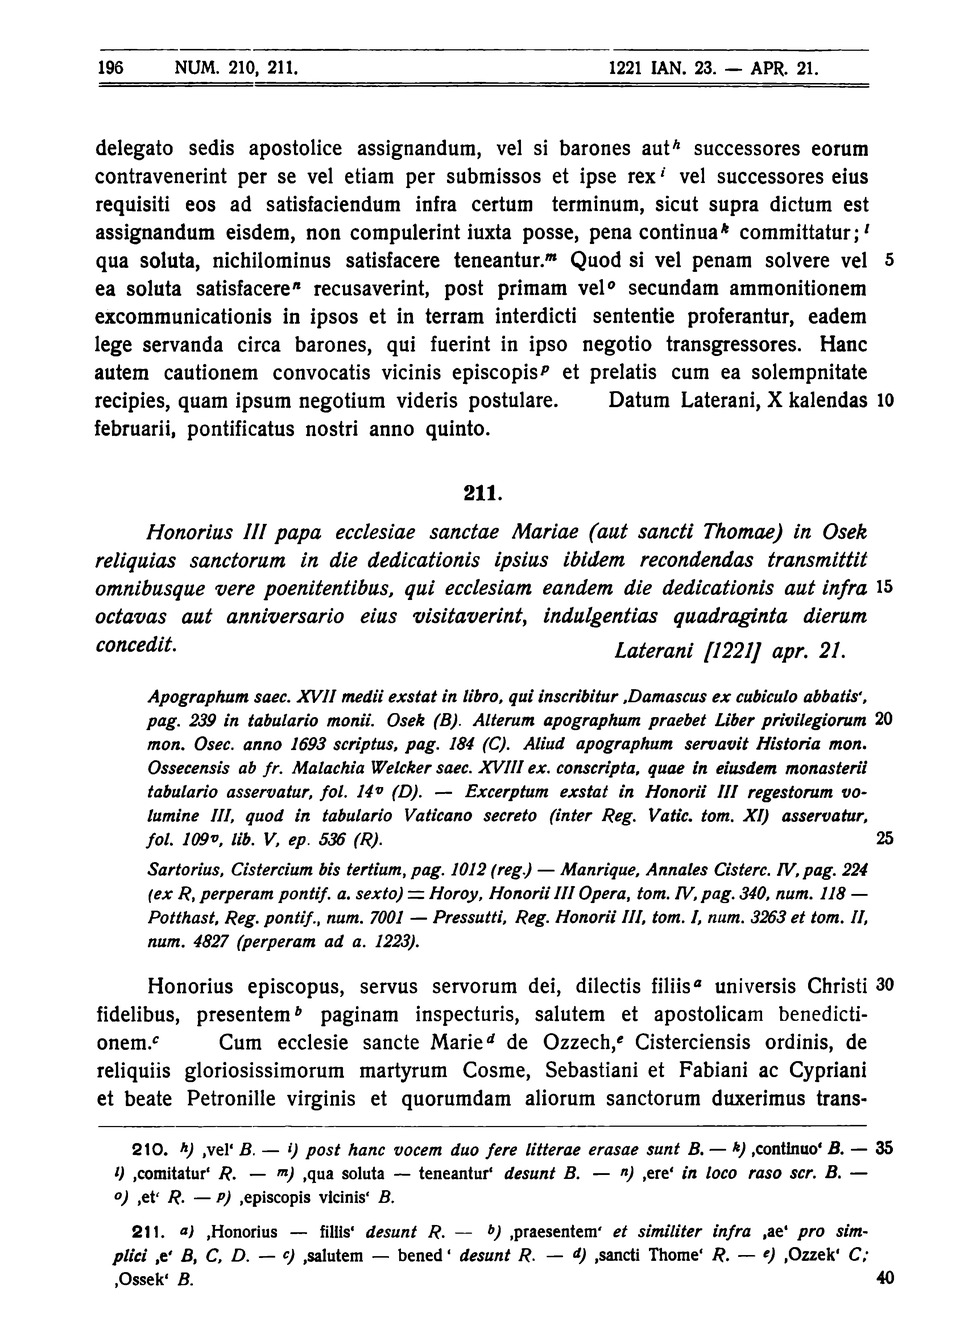 196 NUM. 210, 211. 1221 IAN. 23. — APR. 21.
delegato sedis apostolice assignandum, vel si barones aut h successores eorum
contravenerint per se vel etiam per submissos et ipse rex i vel successores eius
requisiti eos ad satisfaciendum infra certum terminum, sicut supra dictum est
assignandum eisdem, non compulerint iuxta posse, pena continua k committatur; l
qua soluta, nichilominus satisfacere teneantur. m Quod si vel penam solvere vel 5
ea soluta satisfacere n recusaverint, post primam vel o secundam ammonitionem
excommunicationis in ipsos et in terram interdicti sententie proferantur, eadem
lege servanda circa barones, qui fuerint in ipso negotio transgressores. Hanc
autem cautionem convocatis vicinis episcopis p et prelatis cum ea solempnitate
recipies, quam ipsum negotium videris postulare. Datum Laterani, X kalendas 10
februarii, pontificatus nostri anno quinto.
211.
Honorius III papa ecclesiae sanctae Mariae (aut sancti Thomae) in Osek
reliquias sanctorum in die dedicationis ipsius ibidem recondendas transmittit
omnibusque vere poenitentibus, qui ecclesiam eandem die dedicationis aut infra 15
octavas aut anniversario eius visitaverint, indulgentias quadraginta dierum
concedit. Laterani [1221] apr. 21.
Apographum saec. XVII medii exstat in libro, qui inscribitur ‚Damascus ex cubiculo abbatis‘,
pag. 239 in tabulario monii. Osek (B). Alterum apographum praebet Liber privilegiorum 20
mon. Osec. anno 1693 scriptus, pag. 184 (C). Aliud apographum servavit Historia mon.
Ossecensis ab fr. Malachia Welcker saec. XVIII ex. conscripta, quae in eiusdem monasterii
tabulario asservatur, fol. 14v (D). — Excerptum exstat in Honorii III regestorum vo-
lumine III, quod in tabulario Vaticano secreto (inter Reg. Vatic. tom. XI) asservatur,
fol. 109v, lib. V, ep. 536 (R). 25
Sartorius, Cistercium bis tertium, pag. 1012 (reg.) — Manrique, Annales Cisterc. IV, pag. 224
(ex R, perperam pontif. a. sexto) = Horoy, Honorii III Opera, tom. IV, pag. 340, num. 118 —
Potthast, Reg. pontif., num. 7001 — Pressutti, Reg. Honorii III, tom. I, num. 3263 et tom. II,
num. 4827 (perperam ad a. 1223).
Honorius episcopus, servus servorum dei, dilectis filiis a universis Christi 30
fidelibus, presentem b paginam inspecturis, salutem et apostolicam benedicti-
onem. c Cum ecclesie sancte Marie d de Ozzech, e Cisterciensis ordinis, de
reliquiis gloriosissimorum martyrum Cosme, Sebastiani et Fabiani ac Cypriani
et beate Petronille virginis et quorumdam aliorum sanctorum duxerimus trans-
210. h) ‚vel‘ B. — i) post hanc vocem duo fere litterae erasae sunt B. — k) ‚continuo‘ B. — 35
l) ‚comitatur‘ R. — m) ‚qua soluta — teneantur‘ desunt B. — n) ‚ere‘ in loco raso scr. B. —
o) ‚et‘ R. — p) ‚episcopis vicinis‘ B.
211. a) ‚Honorius — filiis‘ desunt R. — b) ‚praesentem‘ et similiter infra ‚ae‘ pro sim-
plici ‚e‘ B, C, D. — c) ‚salutem — bened‘ desunt R. — d) ‚sancti Thome‘ R. — e) ‚Ozzek‘ C;
‚Ossek‘ B. 40